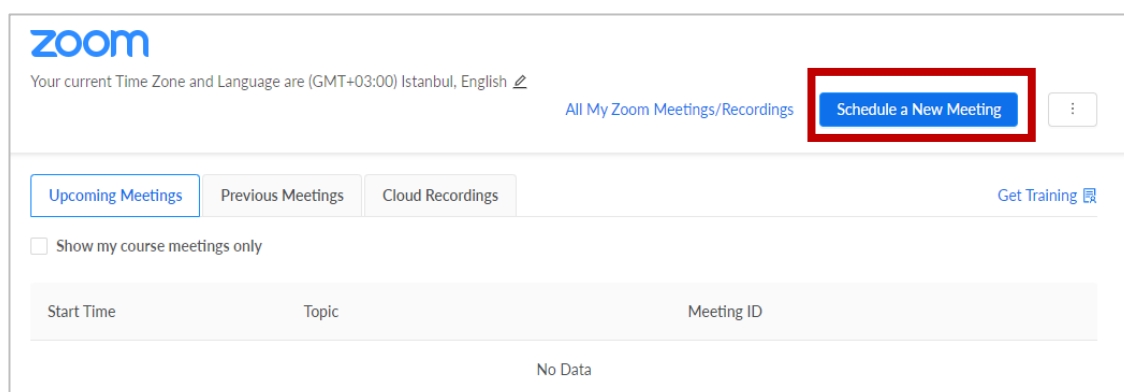 zoom
Your current Time Zone and Language are (GMT+03:00) Istanbul, English
All My Zoom Meetings/Recordings Schedule a New Meeting
Upcoming Meetings Previous Meetings Cloud Recordings Get Training
Show my course meetings only
Start Time Topic Meeting ID
No Data